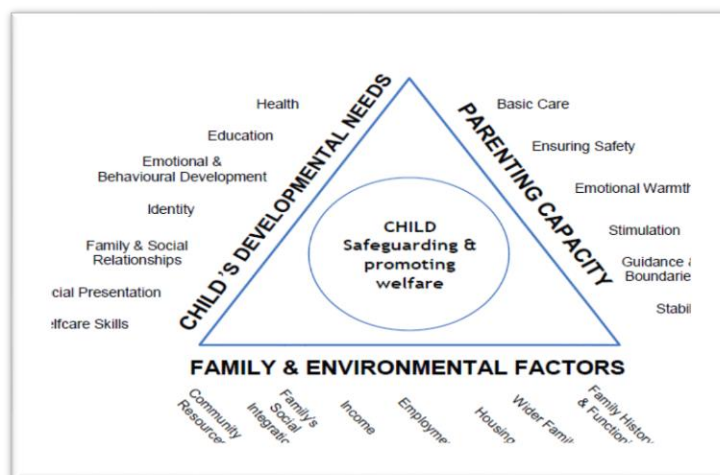 Health
Education
Emotional &
Behavioural Development
Identity
Family & Social
Relationships
cial Presentation
lfcare Skills
CHILD'S DEVELOPMENTAL NEEDS
CHILD
Safeguarding &
promoting
welfare
PARENTING CAPACITY
Basic Care
Ensuring Safety
Emotional Warmth
Stimulation
Guidance &
Boundarie
Stabil
FAMILY & ENVIRONMENTAL FACTORS
Community
Resource
Family's
Social
Integratio
Income
Employme
Housing
Wider Famil
Family History
& Functioni